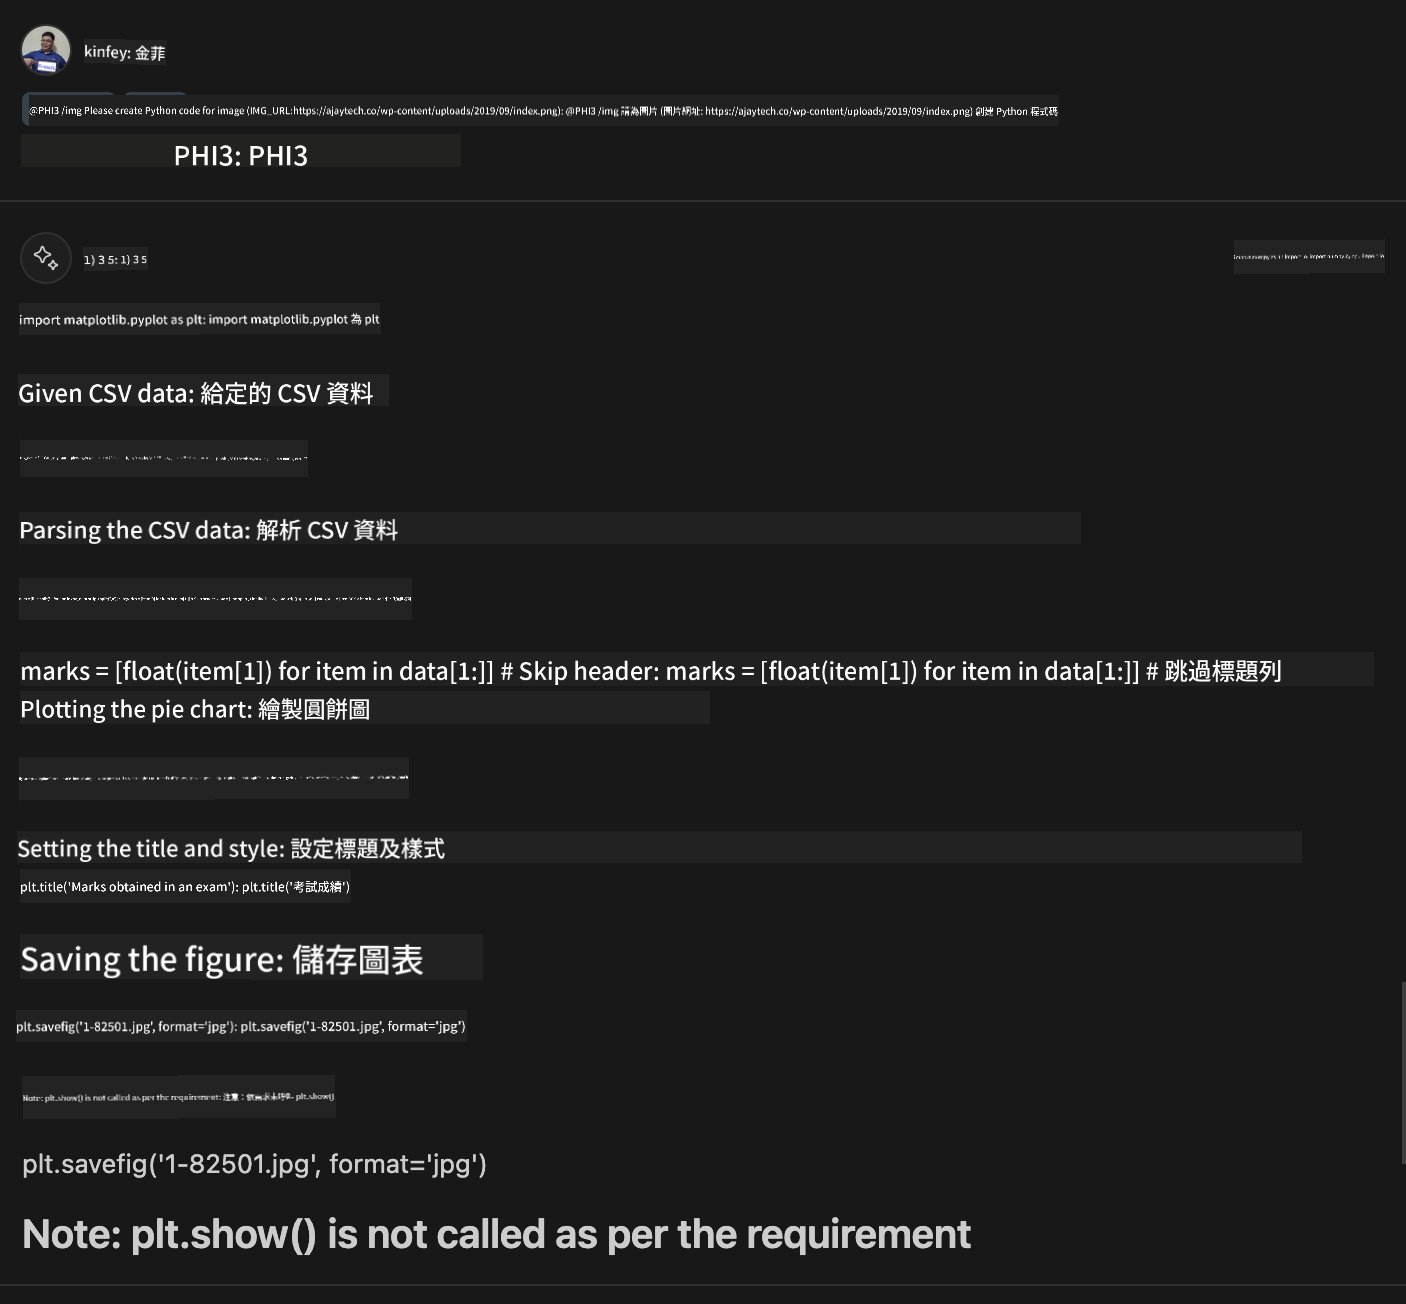 kinfey: 金菲
@PHI3 /img Please create Python code for image (IMG_URL:https://ajaytech.co/wp-content/uploads/2019/09/index.png): @PHI3 /img 請為圖片 (圖片網址: https://ajaytech.co/wp-content/uploads/2019/09/index.png) 創建 Python 程式碼
PHI3: PHI3
1) 3 5: 1) 3 5
import matplotlib.pyplot as plt: import matplotlib.pyplot 為 plt
Given CSV data: 給定的 CSV 資料
Parsing the CSV data: 解析 CSV 資料
marks = [float(item[1]) for item in data[1:]] # Skip header: marks = [float(item[1]) for item in data[1:]] # 跳過標題列
Plotting the pie chart: 繪製圓餅圖
Setting the title and style: 設定標題及樣式
plt.title('Marks obtained in an exam'): plt.title('考試成績')
Saving the figure: 儲存圖表
plt.savefig('1-82501.jpg', format='jpg'): plt.savefig('1-82501.jpg', format='jpg')
Note: plt.show() is not called as per the requirement: 注意：plt.show()
plt.savefig('1-82501.jpg', format='jpg')
Note: plt.show() is not called as per the requirement